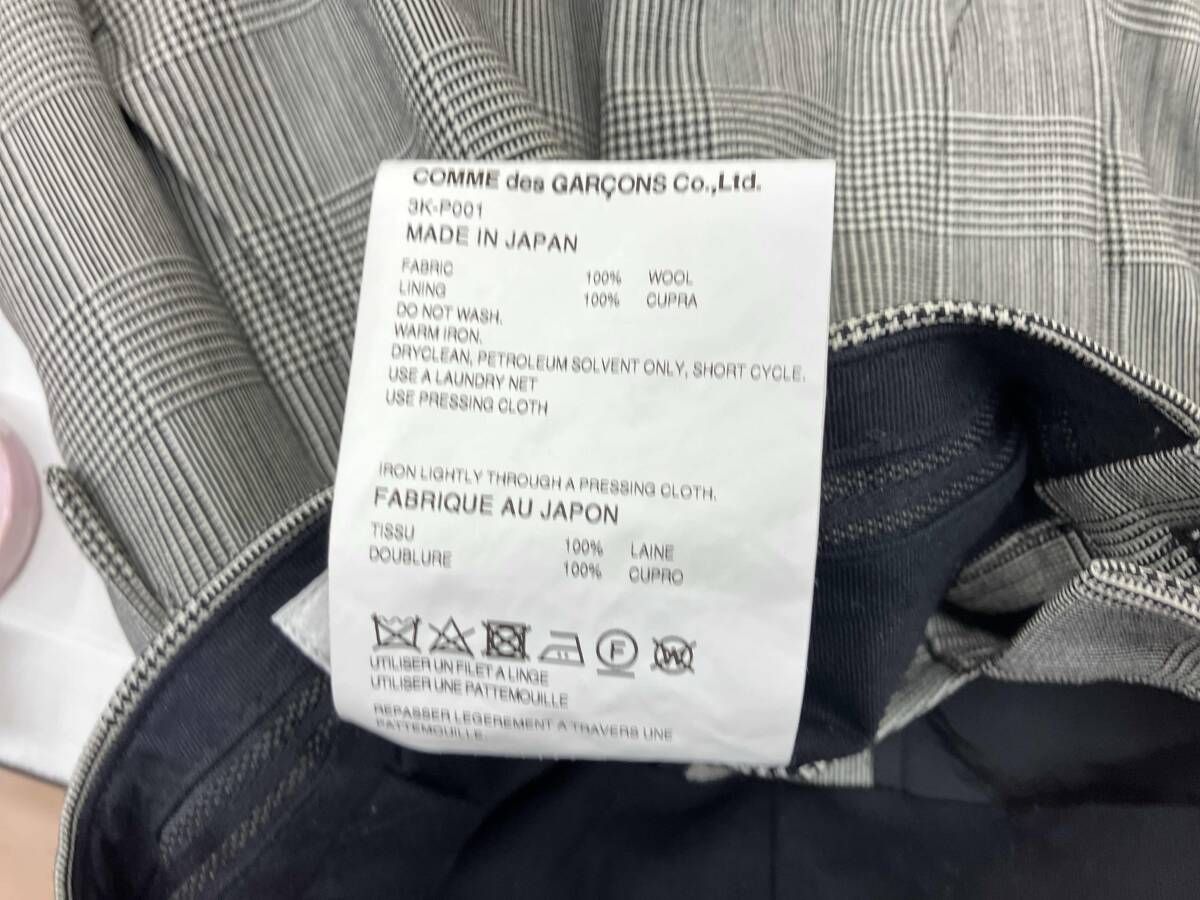 COMME des GARÇONS Co.,Ltd.
3K-P001
MADE IN JAPAN
FABRIC 100% WOOL
LINING 100% CUPRA
DO NOT WASH.
WARM IRON.
DRYCLEAN, PETROLEUM SOLVENT ONLY, SHORT CYCLE.
USE A LAUNDRY NET
USE PRESSING CLOTH
IRON LIGHTLY THROUGH A PRESSING CLOTH.
FABRIQUE AU JAPON
TISSU 100% LAINE
DOUBLURE 100% CUPRO
F W
UTILISER UN FILET A LINGE
UTILISER UNE PATTEMOUILLE
REPASSER LEGEREMENT A TRAVERS UNE
PATTEMOUILLE.